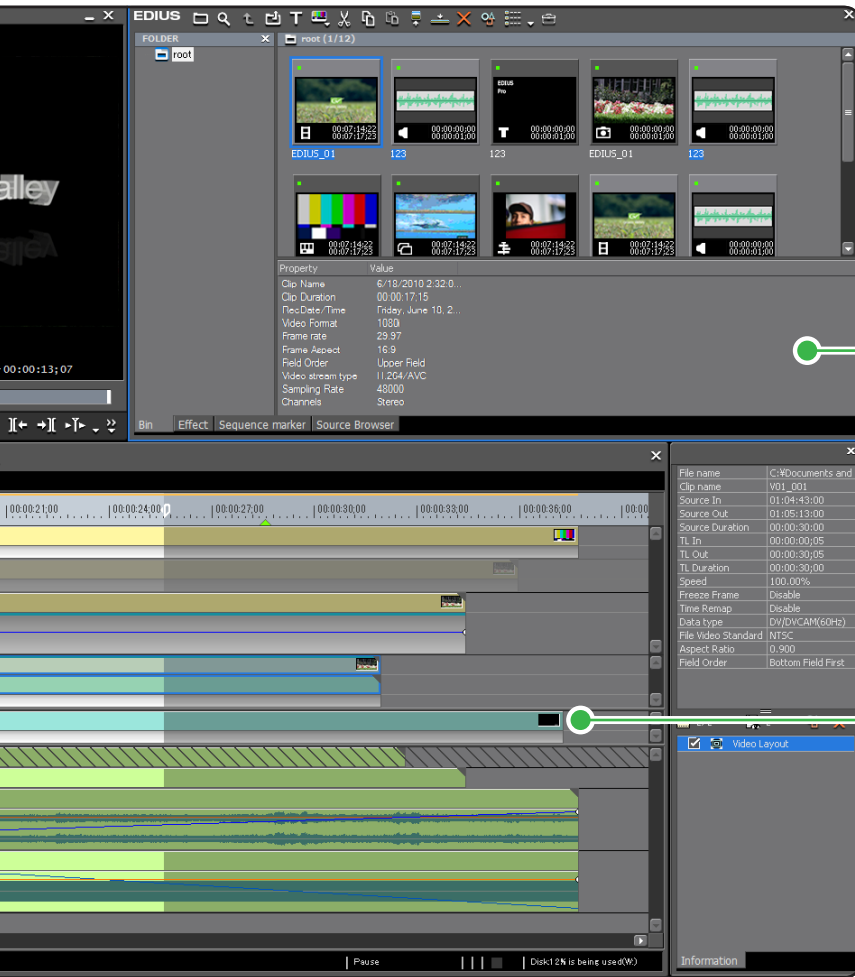 EDIUS
FOLDER
root (1/12)
root
EDIUS
Pro
00:07:14;22
00:07:17;23
00:00:00;00
00:00:01;00
00:00:00;00
00:00:01;00
00:00:00;00
00:00:01;00
00:00:00;00
00:00:01;00
EDIUS_01
123
123
EDIUS_01
123
00:07:14;22
00:07:17;23
00:07:14;22
00:07:17;23
00:07:14;22
00:07:17;23
00:07:14;22
00:07:17;23
00:00:00;00
00:00:01;00
alley
00:00:13;07
Property Value
Clip Name 6/18/2010 2:32:0...
Clip Duration 00:00:17:15
RecDate/Time Friday, June 10, 2...
Video Format 1080i
Frame rate 29.97
Frame Aspect 16:9
Field Order Upper Field
Video stream type H.264/AVC
Sampling Rate 48000
Channels Stereo
Bin Effect Sequence marker Source Browser
00:00:21;00 00:00:24;00 00:00:27;00 00:00:30;00 00:00:33;00 00:00:36;00 00:00
File name C:¥Documents and
Clip name V01_001
Source In 01:04:43:00
Source Out 01:05:13:00
Source Duration 00:00:30:00
TL In 00:00:00;05
TL Out 00:00:30;05
TL Duration 00:00:30;00
Speed 100.00%
Freeze Frame Disable
Time Remap Disable
Data type DV/DVCAM(60Hz)
File Video Standard NTSC
Aspect Ratio 0.900
Field Order Bottom Field First
Video Layout
Information
Pause
Disk:12% is being used(W:)